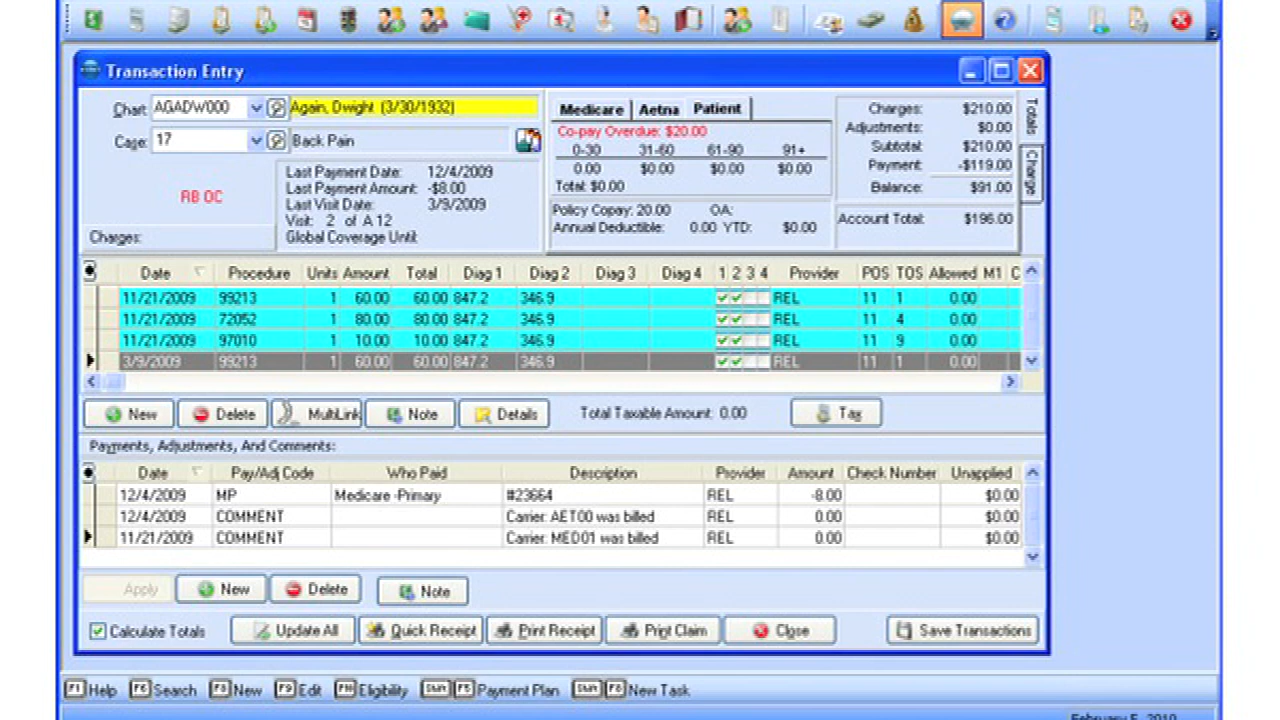 Transaction Entry
Chart: AGADW000 Again, Dwight (3/30/1932)
Case: 17 Back Pain
RB OC
Charges:
Last Payment Date: 12/4/2009
Last Payment Amount: -$8.00
Last Visit Date: 3/9/2009
Visit: 2 of A 12
Global Coverage Until:
Medicare Aetna Patient
Co-pay Overdue: $20.00
0-30 31-60 61-90 91+
0.00 $0.00 $0.00 $0.00
Total: $0.00
Policy Copay: 20.00 OA:
Annual Deductible: 0.00 YTD: $0.00
Charges: $210.00
Adjustments: $0.00
Subtotal: $210.00
Payment: -$119.00
Balance: $91.00
Account Total: $196.00
Totals
Charge
Date Procedure Units Amount Total Diag 1 Diag 2 Diag 3 Diag 4 1 2 3 4 Provider POS TOS Allowed M1 C
11/21/2009 99213 1 60.00 60.00 847.2 346.9 REL 11 1 0.00
11/21/2009 72052 1 80.00 80.00 847.2 346.9 REL 11 4 0.00
11/21/2009 97010 1 10.00 10.00 847.2 346.9 REL 11 9 0.00
3/9/2009 99213 1 60.00 60.00 847.2 346.9 REL 11 1 0.00
New Delete MultiLink Note Details Total Taxable Amount: 0.00 Tax
Payments, Adjustments, And Comments:
Date Pay/Adj Code Who Paid Description Provider Amount Check Number Unapplied
12/4/2009 MP Medicare -Primary #23664 REL -8.00 $0.00
12/4/2009 COMMENT Carrier: AET00 was billed REL 0.00 $0.00
11/21/2009 COMMENT Carrier: MED01 was billed REL 0.00 $0.00
Apply New Delete Note
Calculate Totals Update All Quick Receipt Print Receipt Print Claim Close Save Transactions
F1 Help Search F8 New F9 Edit Eligibility Shift F5 Payment Plan Shift New Task